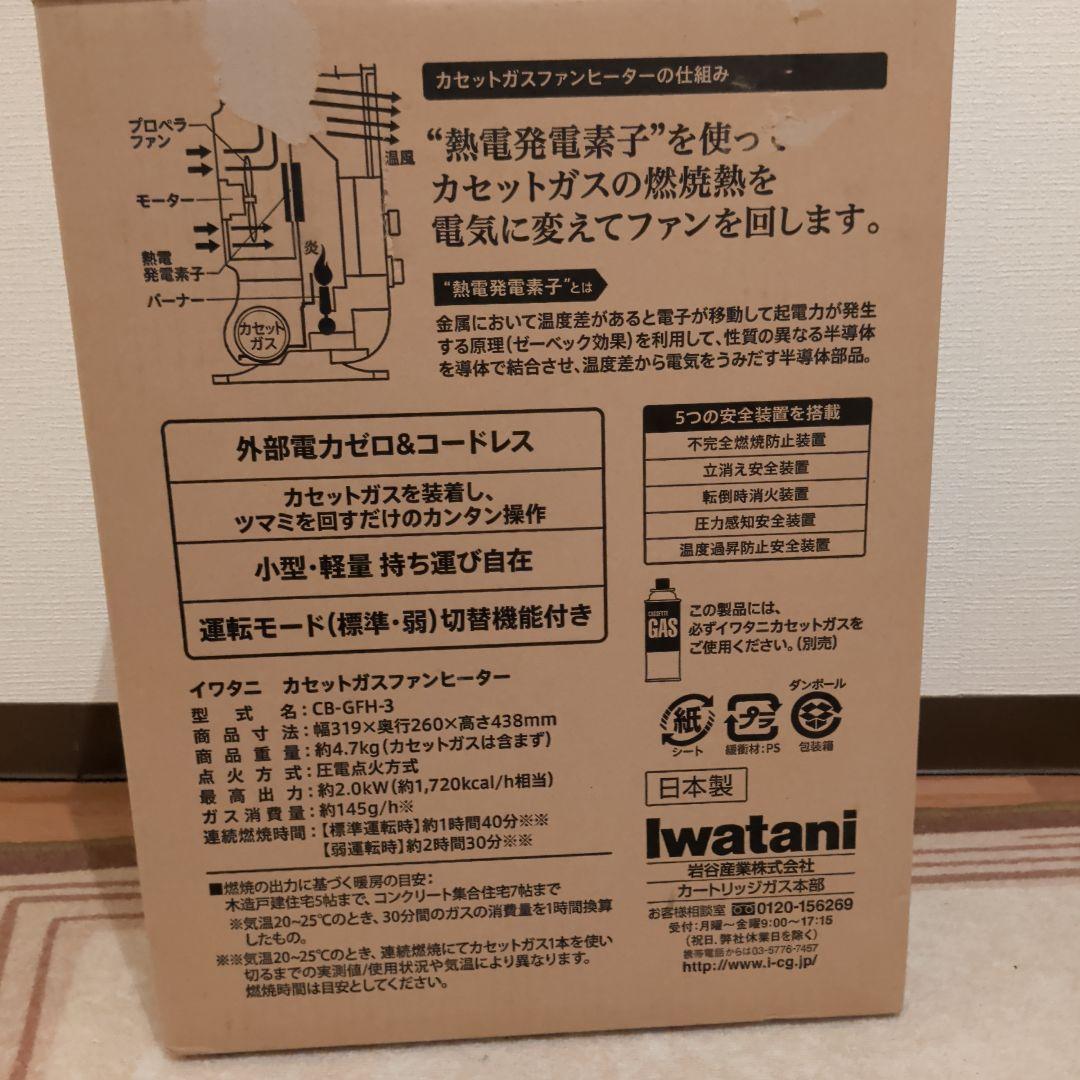 カセットガスファンヒーターの仕組み
プロペラ
ファン
モーター
熱電
発電素子
バーナー
カセット
ガス
炎
温風
“熱電発電素子”を使っ
カセットガスの燃焼熱を
電気に変えてファンを回します。
“熱電発電素子”とは
金属において温度差があると電子が移動して起電力が発生
する原理(ゼーベック効果)を利用して、性質の異なる半導体
を導体で結合させ、温度差から電気をうみだす半導体部品。
外部電力ゼロ&コードレス
カセットガスを装着し、
ツマミを回すだけのカンタン操作
小型・軽量 持ち運び自在
運転モード(標準・弱)切替機能付き
5つの安全装置を搭載
不完全燃焼防止装置
立消え安全装置
転倒時消火装置
圧力感知安全装置
温度過昇防止安全装置
CASSETTE
GAS
この製品には、
必ずイワタニカセットガスを
ご使用ください。(別売)
イワタニ カセットガスファンヒーター
型式名:CB-GFH-3
商品寸法:幅319×奥行260×高さ438mm
商品重量:約4.7kg(カセットガスは含まず)
点火方式:圧電点火方式
最高出力:約2.0kW(約1,720kcal/h相当)
ガス消費量:約145g/h※
連続燃焼時間:【標準運転時】約1時間40分※※
【弱運転時】約2時間30分※※
■燃焼の出力に基づく暖房の目安:
木造戸建住宅5帖まで、コンクリート集合住宅7帖まで
※気温20~25℃のとき、30分間のガスの消費量を1時間換算
したもの。
※※気温20~25℃のとき、連続燃焼にてカセットガス1本を使い
切るまでの実測値/使用状況や気温により異なります。
燃焼時間は目安としてください。
紙
シート
プラ
緩衝材:PS
ダンボール
包装箱
日本製
Iwatani
岩谷産業株式会社
カートリッジガス本部
お客様相談室 0120-156269
受付:月曜~金曜9:00~17:15
(祝日、弊社休業日を除く)
携帯電話からは03-5776-7457
http://www.i-cg.jp/